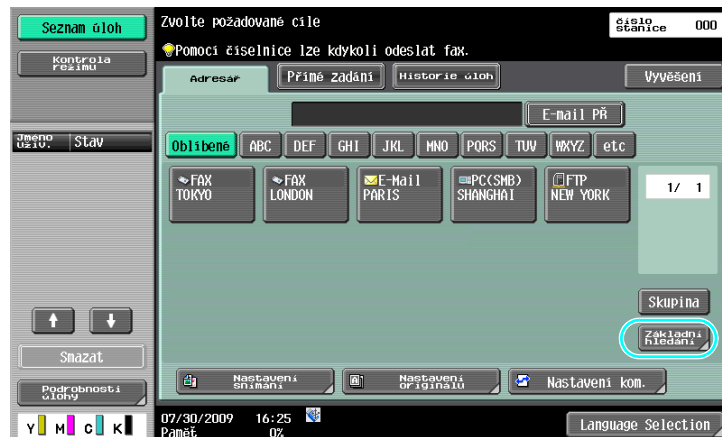 Seznam úloh
Kontrola
režimu
Jméno
uživ.
Stav
Smazat
Podrobnosti
úlohy
Y M C K
Zvolte požadované cíle
číslo
stanice
000
Pomocí číselnice lze kdykoli odeslat fax.
Adresář
Přímé zadání
Historie úloh
Vyvěšení
E-mail PŘ
Oblíbené ABC DEF GHI JKL MNO PQRS TUV WXYZ etc
FAX
TOKYO
FAX
LONDON
E-Mail
PARIS
PC(SMB)
SHANGHAI
FTP
NEW YORK
1/ 1
Skupina
Základní
hledání
Nastavení
snímání
Nastavení
originálu
Nastavení kom.
07/30/2009 16:25
Paměť 0%
Language Selection